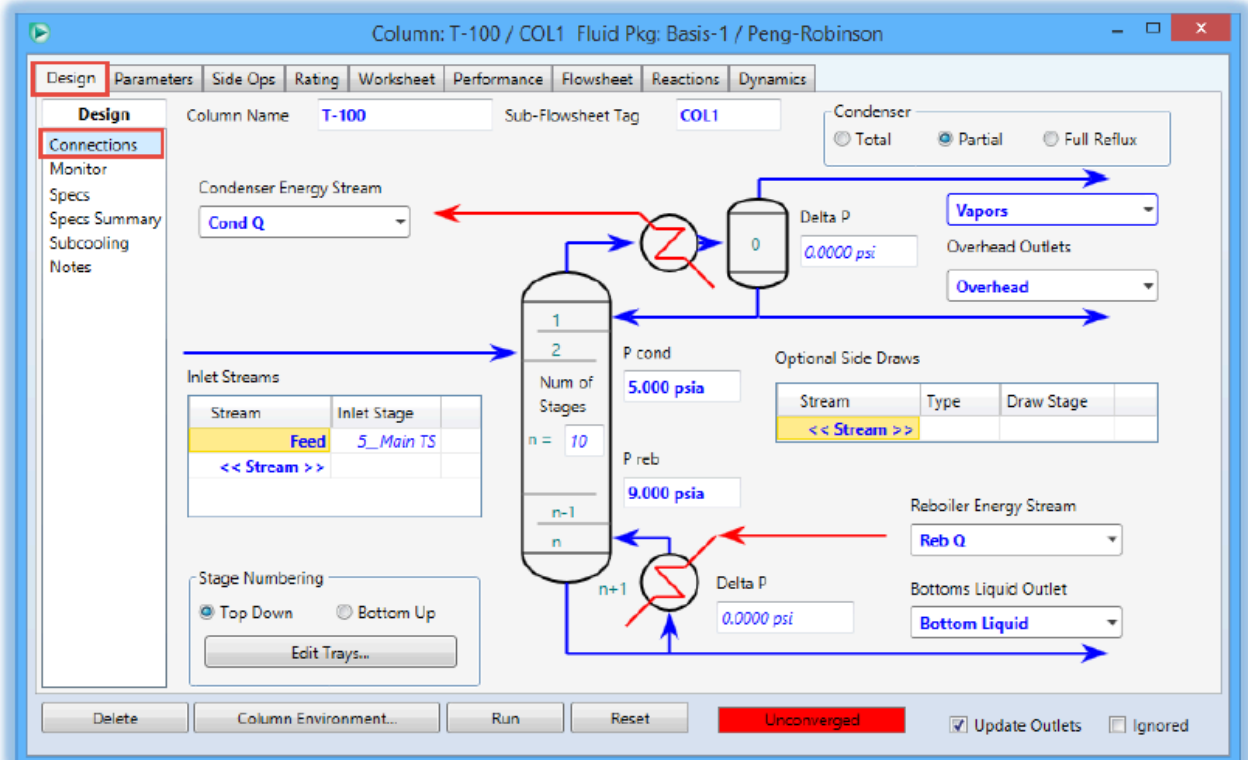 Column: T-100 / COL1 Fluid Pkg: Basis-1 / Peng-Robinson
Design Parameters Side Ops Rating Worksheet Performance Flowsheet Reactions Dynamics
Design
Connections
Monitor
Specs
Specs Summary
Subcooling
Notes
Column Name T-100 Sub-Flowsheet Tag COL1
Condenser
Total Partial Full Reflux
Condenser Energy Stream
Cond Q
0
Delta P
0.0000 psi
Vapors
Overhead Outlets
Overhead
1
2
Num of
Stages
n = 10
n-1
n
n+1
Inlet Streams
Stream Inlet Stage
Feed 5_Main TS
<< Stream >>
P cond
5.000 psia
P reb
9.000 psia
Optional Side Draws
Stream Type Draw Stage
<< Stream >>
Reboiler Energy Stream
Reb Q
Delta P
0.0000 psi
Bottoms Liquid Outlet
Bottom Liquid
Stage Numbering
Top Down Bottom Up
Edit Trays...
Delete Column Environment... Run Reset Unconverged Update Outlets Ignored